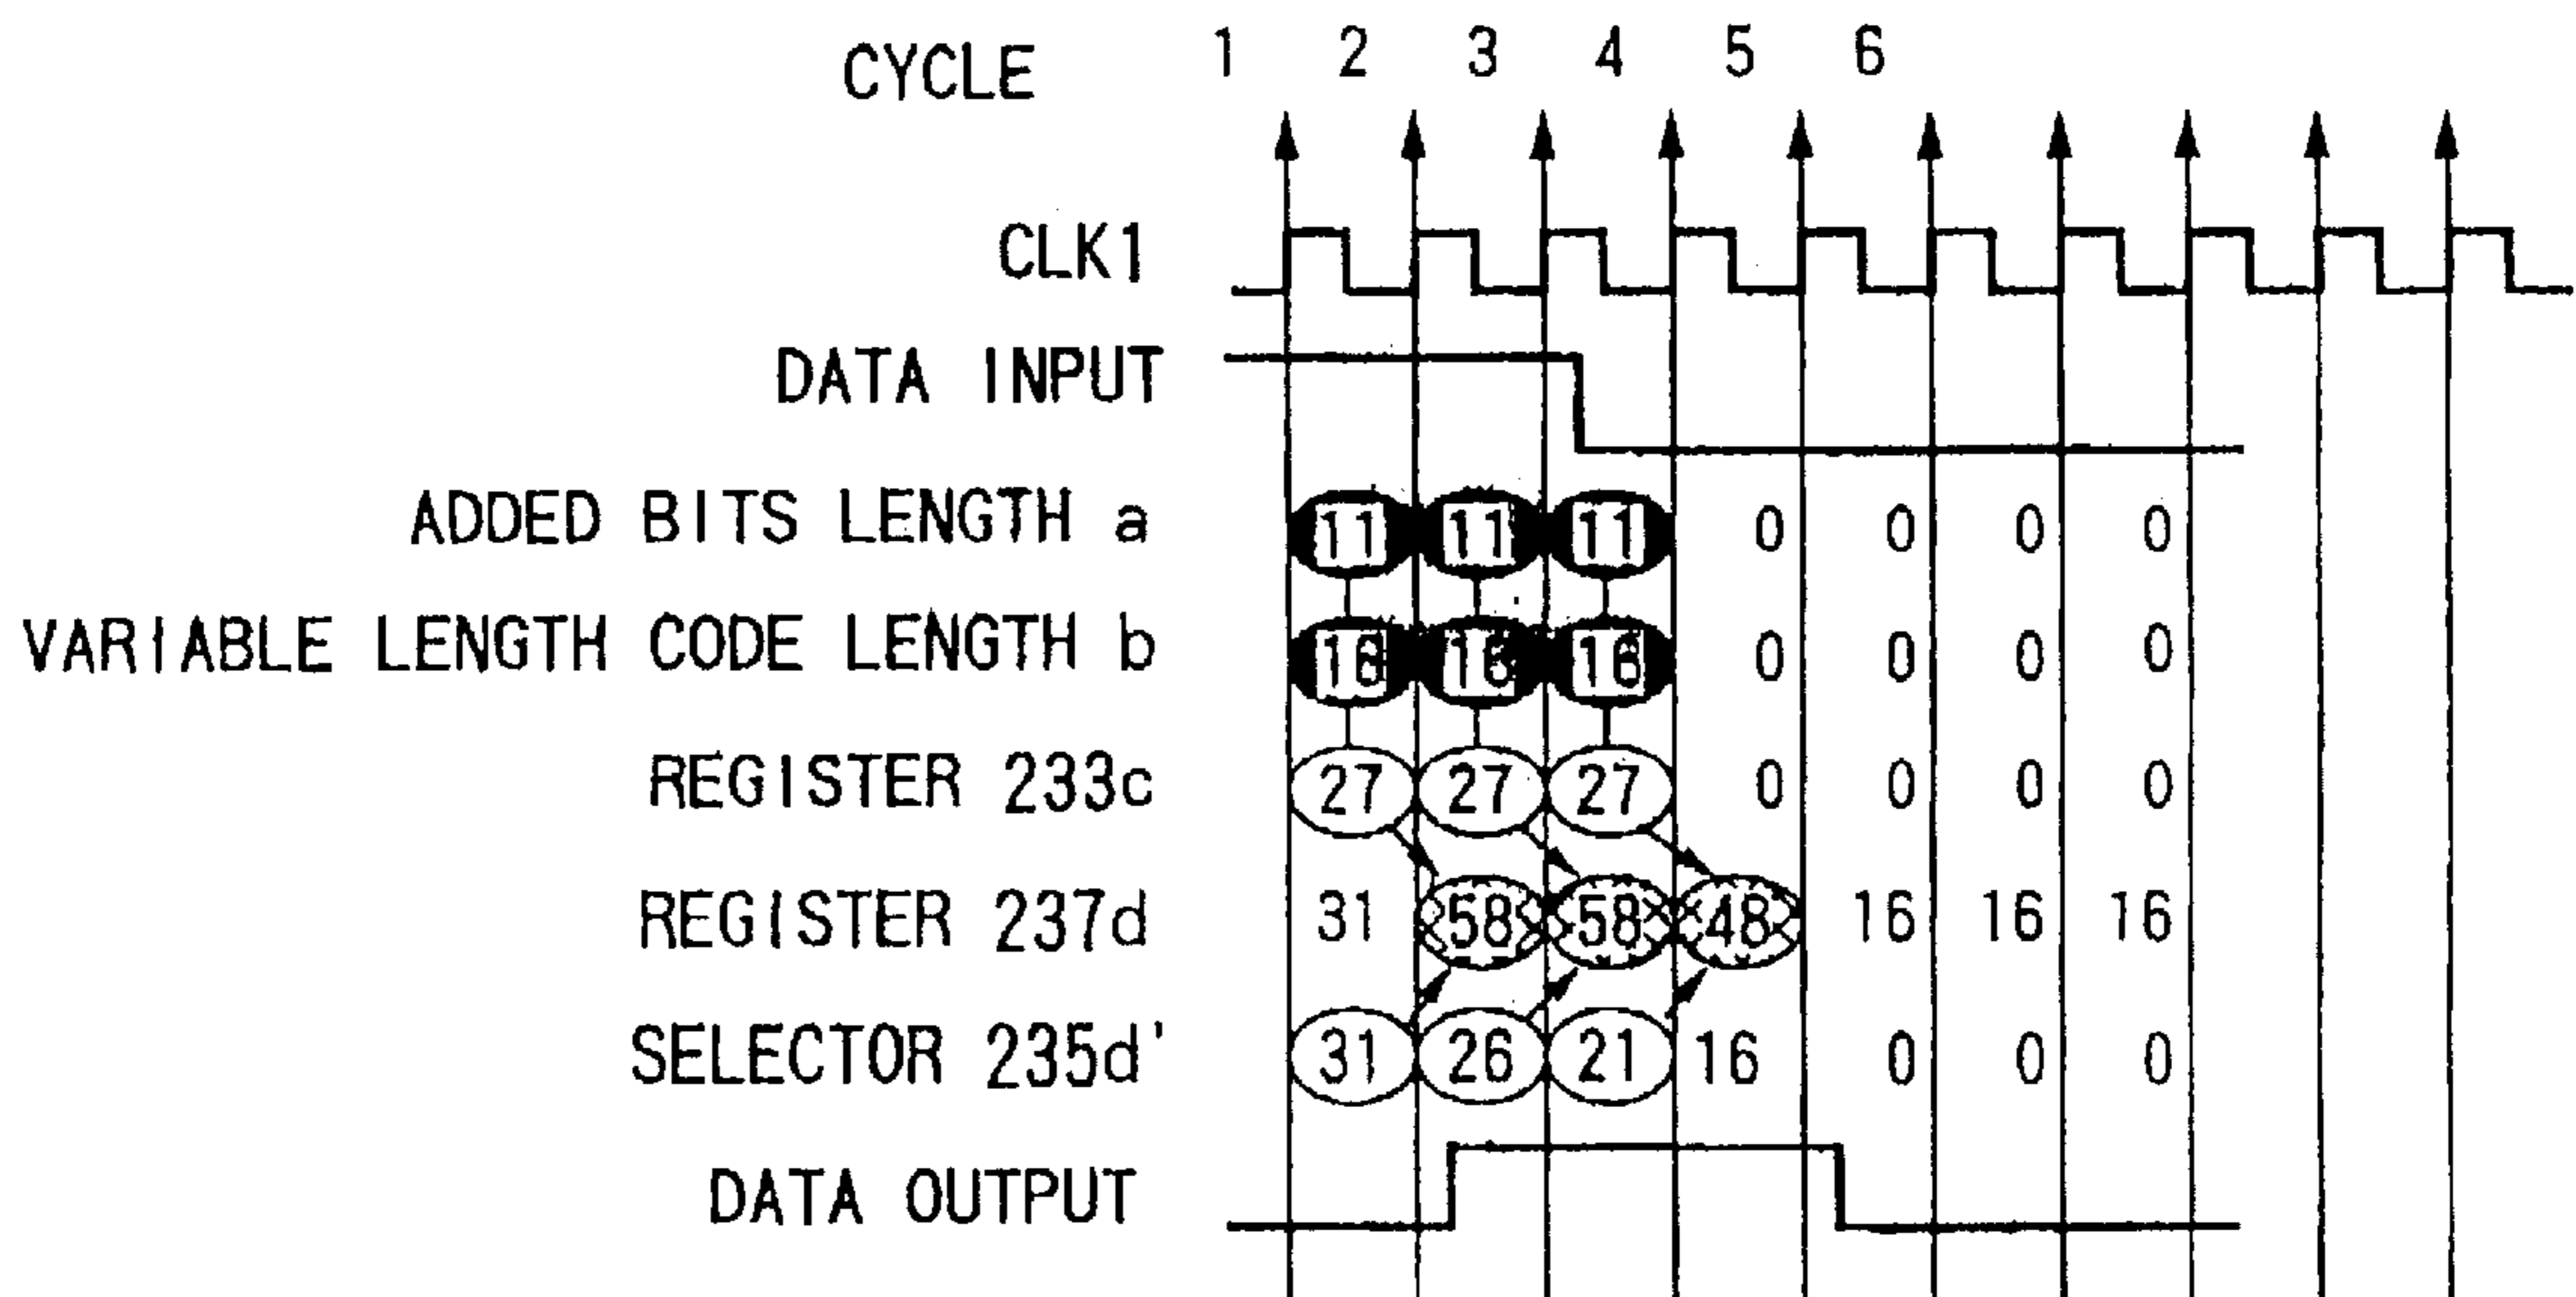 CYCLE 1 2 3 4 5 6
CLK1
DATA INPUT
ADDED BITS LENGTH a 11 11 11 0 0 0 0
VARIABLE LENGTH CODE LENGTH b 16 16 16 0 0 0 0
REGISTER 233c 27 27 27 0 0 0 0
REGISTER 237d 31 58 58 48 16 16 16
SELECTOR 235d' 31 26 21 16 0 0 0
DATA OUTPUT